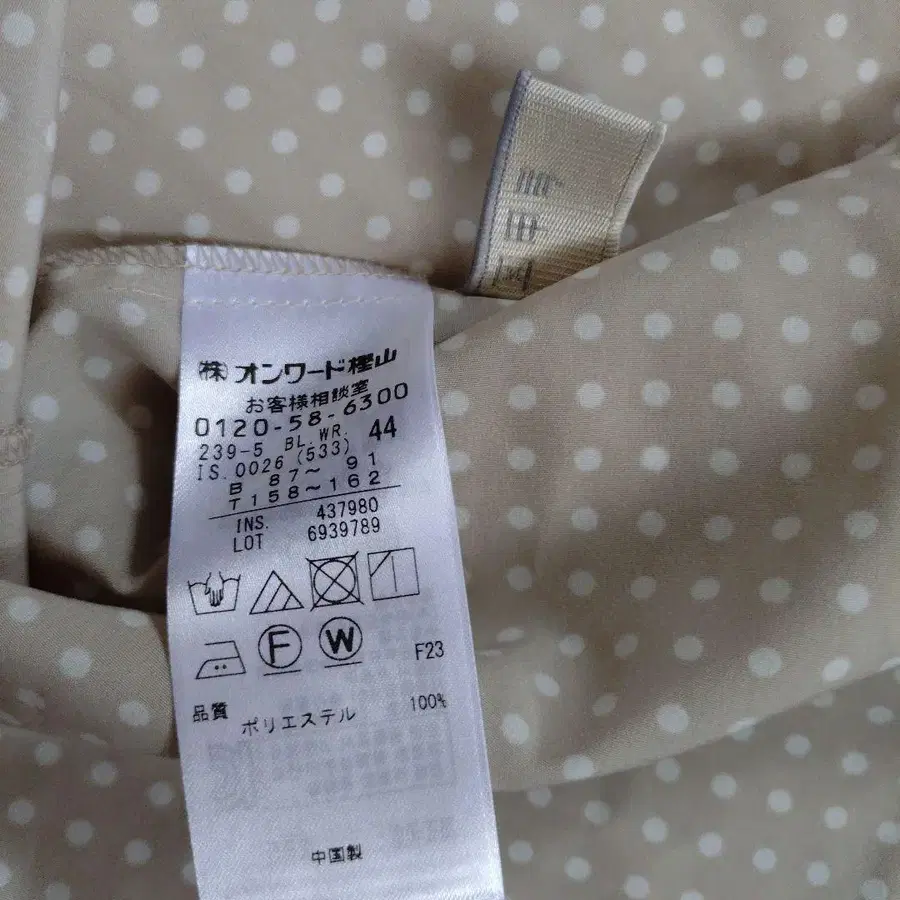 ㈱オンワード樫山
お客様相談室
0120-58-6300
239-5 BL.WR. 44
IS.0026 (533)
B 87〜 91
T158〜162
INS. 437980
LOT 6939789
F W F23
品質
ポリエステル 100%
中国製